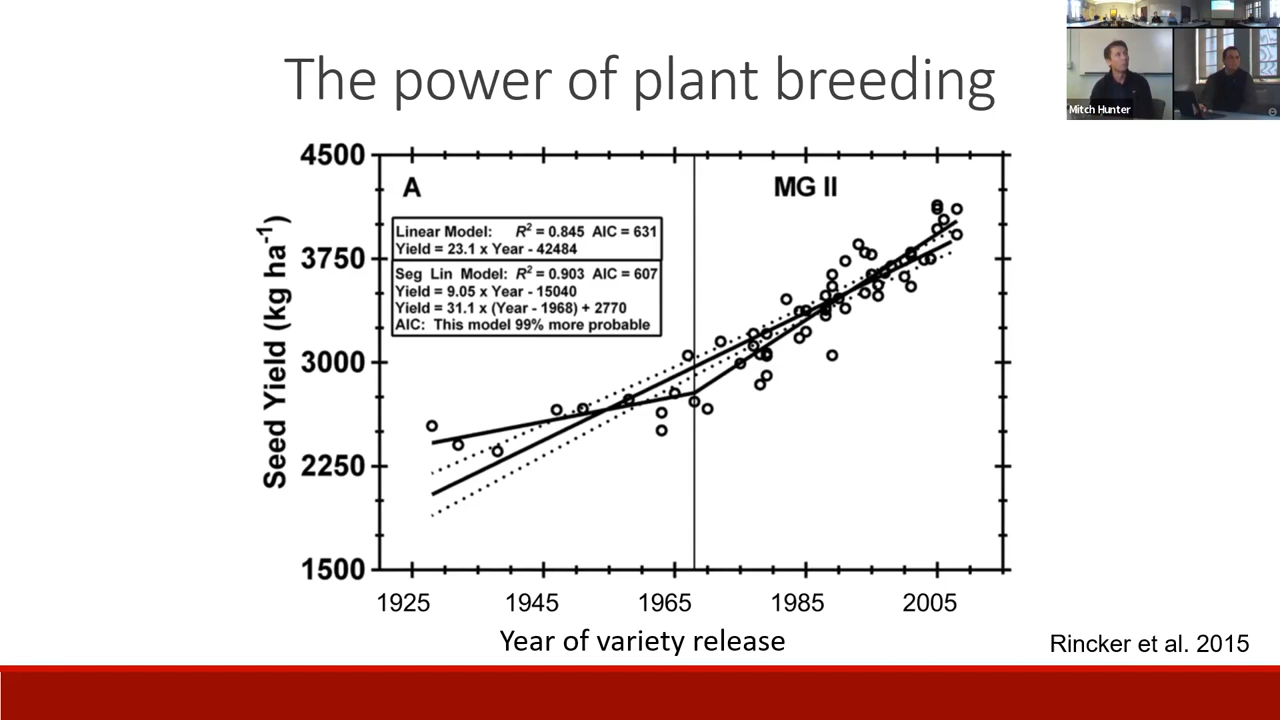 The power of plant breeding
Mitch Hunter
4500
3750
3000
2250
1500
Seed Yield (kg ha⁻¹)
A
MG II
Linear Model: R² = 0.845 AIC = 631
Yield = 23.1 x Year - 42484
Seg Lin Model: R² = 0.903 AIC = 607
Yield = 9.05 x Year - 15040
Yield = 31.1 x (Year - 1968) + 2770
AIC: This model 99% more probable
1925 1945 1965 1985 2005
Year of variety release
Rincker et al. 2015